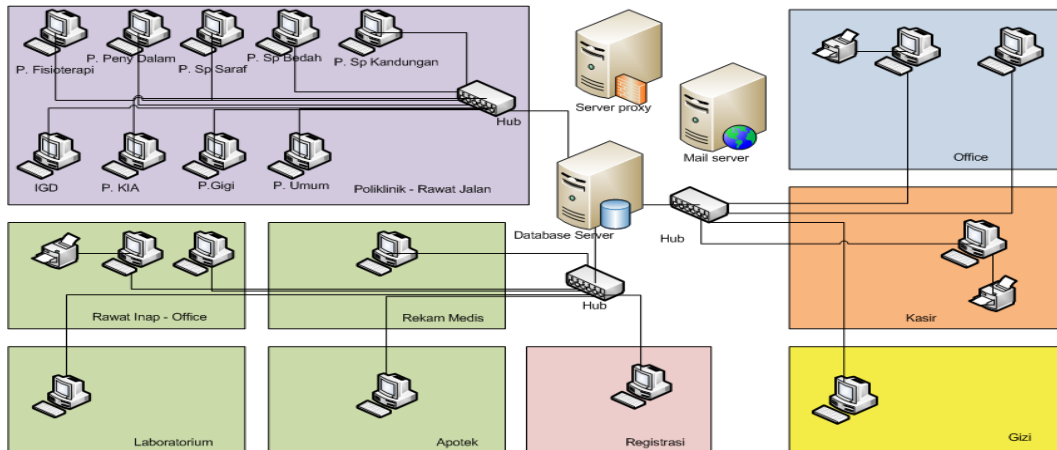 P. Fisioterapi
P. Peny Dalam
P. Sp Saraf
P. Sp Bedah
P. Sp Kandungan
Hub
IGD
P. KIA
P.Gigi
P. Umum
Poliklinik - Rawat Jalan
Server proxy
Mail server
Database Server
Hub
Office
Kasir
Gizi
Rawat Inap - Office
Rekam Medis
Hub
Laboratorium
Apotek
Registrasi